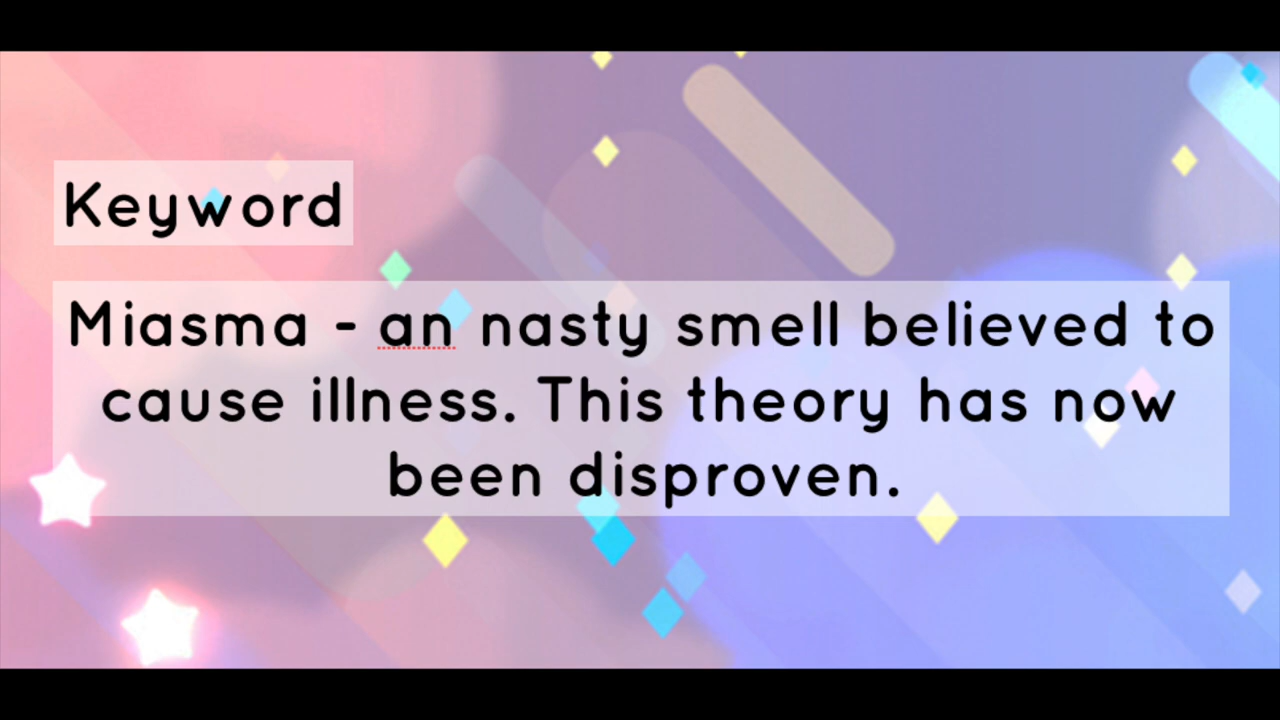 Keyword
Miasma - an nasty smell believed to
cause illness. This theory has now
been disproven.